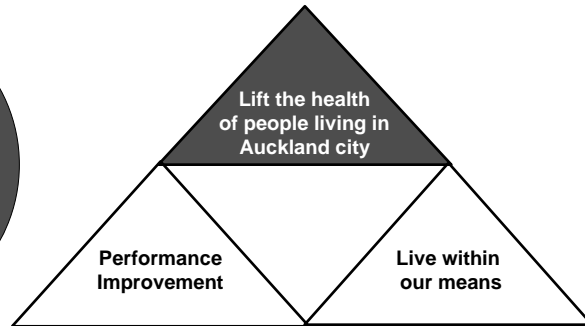 Lift the health
of people living in
Auckland city
Performance
Improvement
Live within
our means